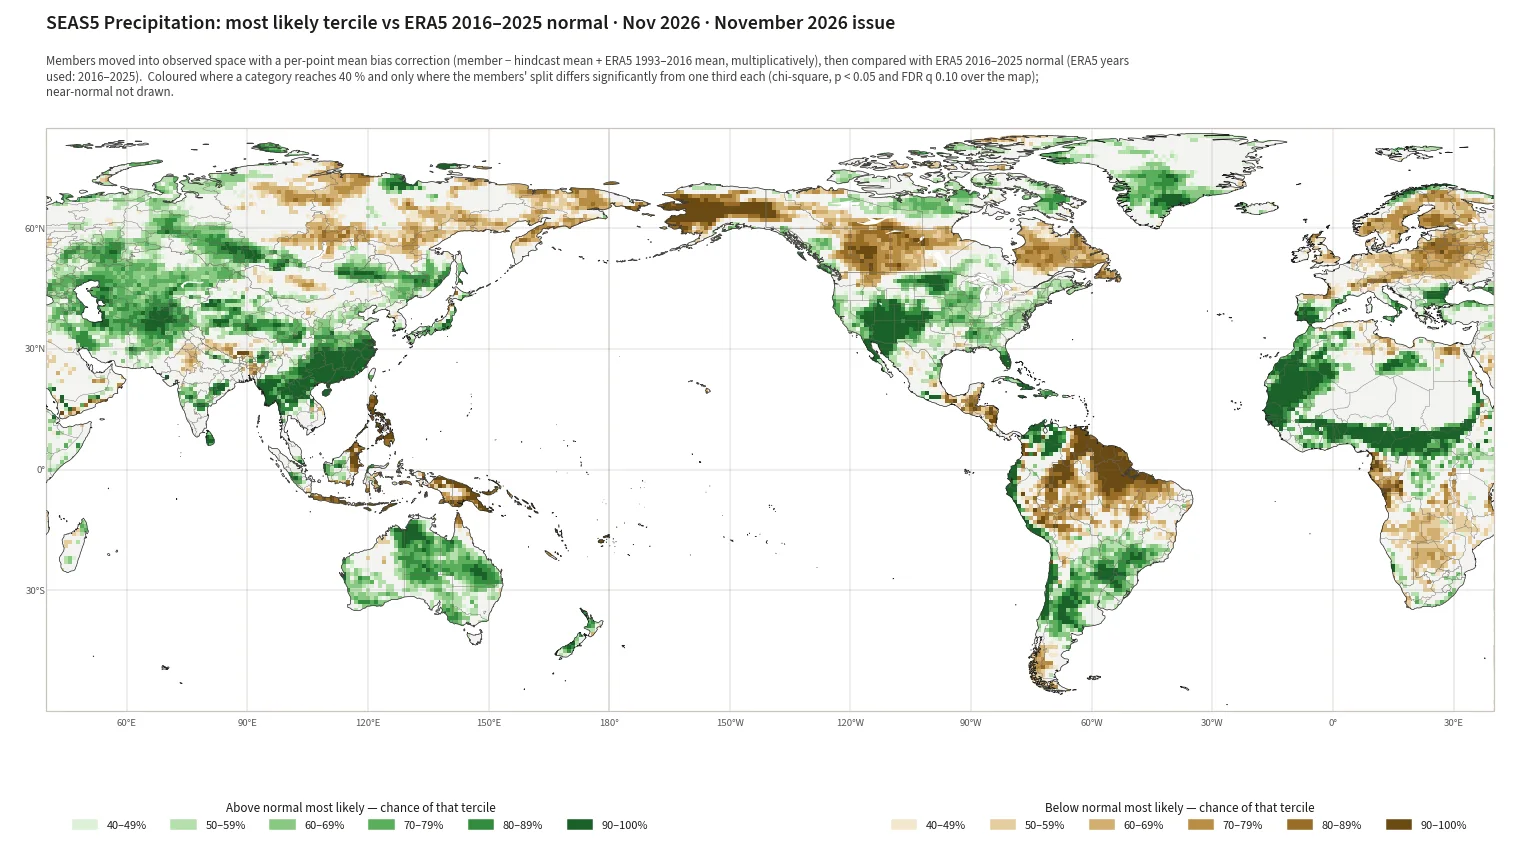 SEAS5 Precipitation: most likely tercile vs ERA5 2016–2025 normal · Nov 2026 · November 2026 issue
Members moved into observed space with a per-point mean bias correction (member − hindcast mean + ERA5 1993–2016 mean, multiplicatively), then compared with ERA5 2016–2025 normal (ERA5 years
used: 2016–2025). Coloured where a category reaches 40 % and only where the members' split differs significantly from one third each (chi-square, p < 0.05 and FDR q 0.10 over the map);
near-normal not drawn.
60°N
30°N
0°
30°S
60°E 90°E 120°E 150°E 180° 150°W 120°W 90°W 60°W 30°W 0° 30°E
Above normal most likely — chance of that tercile
40–49% 50–59% 60–69% 70–79% 80–89% 90–100%
Below normal most likely — chance of that tercile
40–49% 50–59% 60–69% 70–79% 80–89% 90–100%